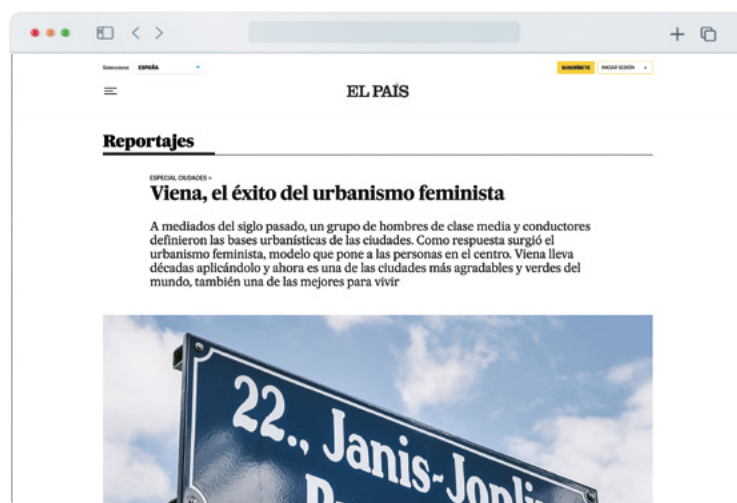 Seleccione: ESPAÑA
SUSCRÍBETE INICIAR SESIÓN
EL PAÍS
Reportajes
ESPECIAL CIUDADES >
Viena, el éxito del urbanismo feminista
A mediados del siglo pasado, un grupo de hombres de clase media y conductores
definieron las bases urbanísticas de las ciudades. Como respuesta surgió el
urbanismo feminista, modelo que pone a las personas en el centro. Viena lleva
décadas aplicándolo y ahora es una de las ciudades más agradables y verdes del
mundo, también una de las mejores para vivir
22., Janis-Joplin